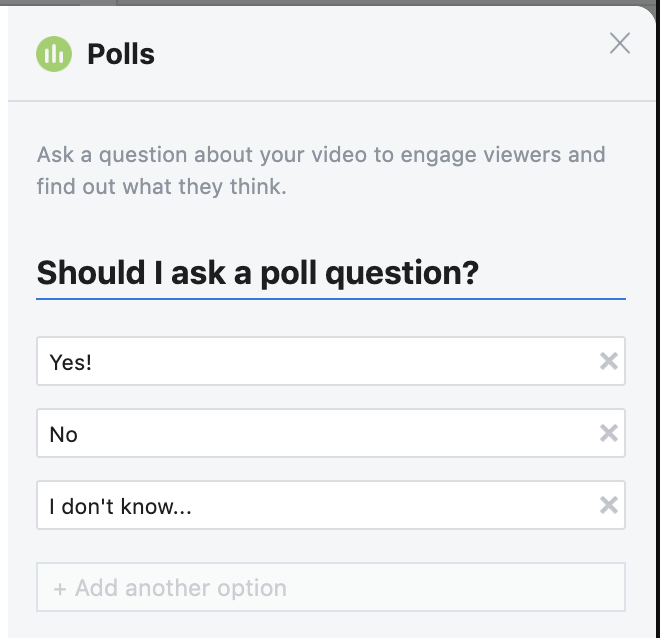 Polls
Ask a question about your video to engage viewers and
find out what they think.
Should I ask a poll question?
Yes!
No
I don't know...
+ Add another option